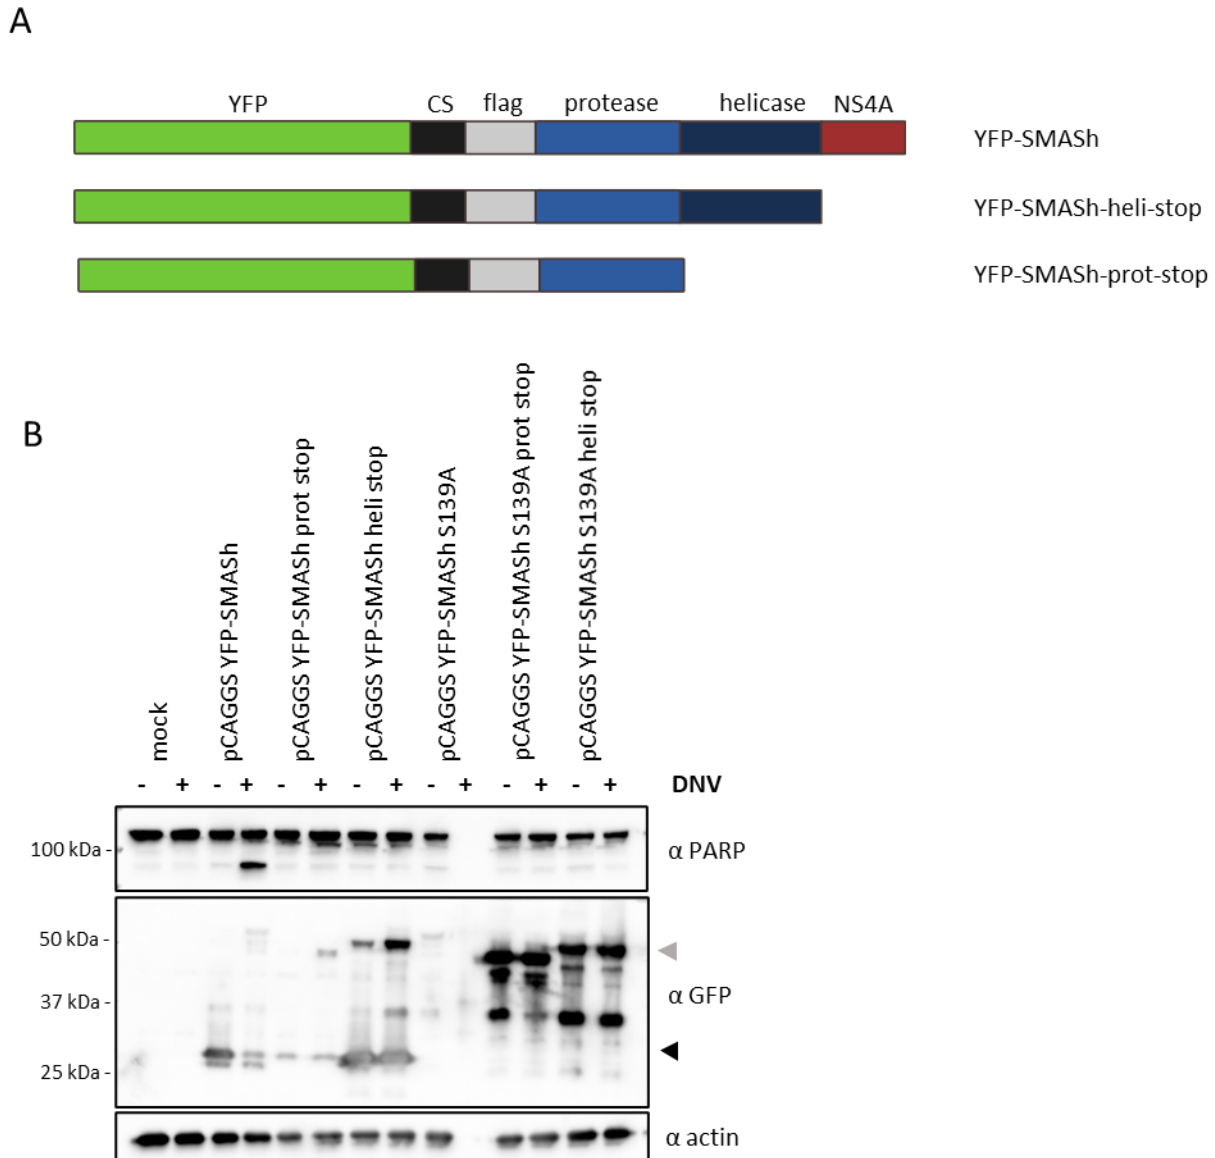 A
YFP CS flag protease helicase NS4A
YFP-SMASh
YFP-SMASh-heli-stop
YFP-SMASh-prot-stop
B
mock
pCAGGS YFP-SMASh
pCAGGS YFP-SMASh prot stop
pCAGGS YFP-SMASh heli stop
pCAGGS YFP-SMASh S139A
pCAGGS YFP-SMASh S139A prot stop
pCAGGS YFP-SMASh S139A heli stop
- + - + - + - + - + - + - + DNV
100 kDa -
α PARP
50 kDa -
37 kDa -
α GFP
25 kDa -
α actin